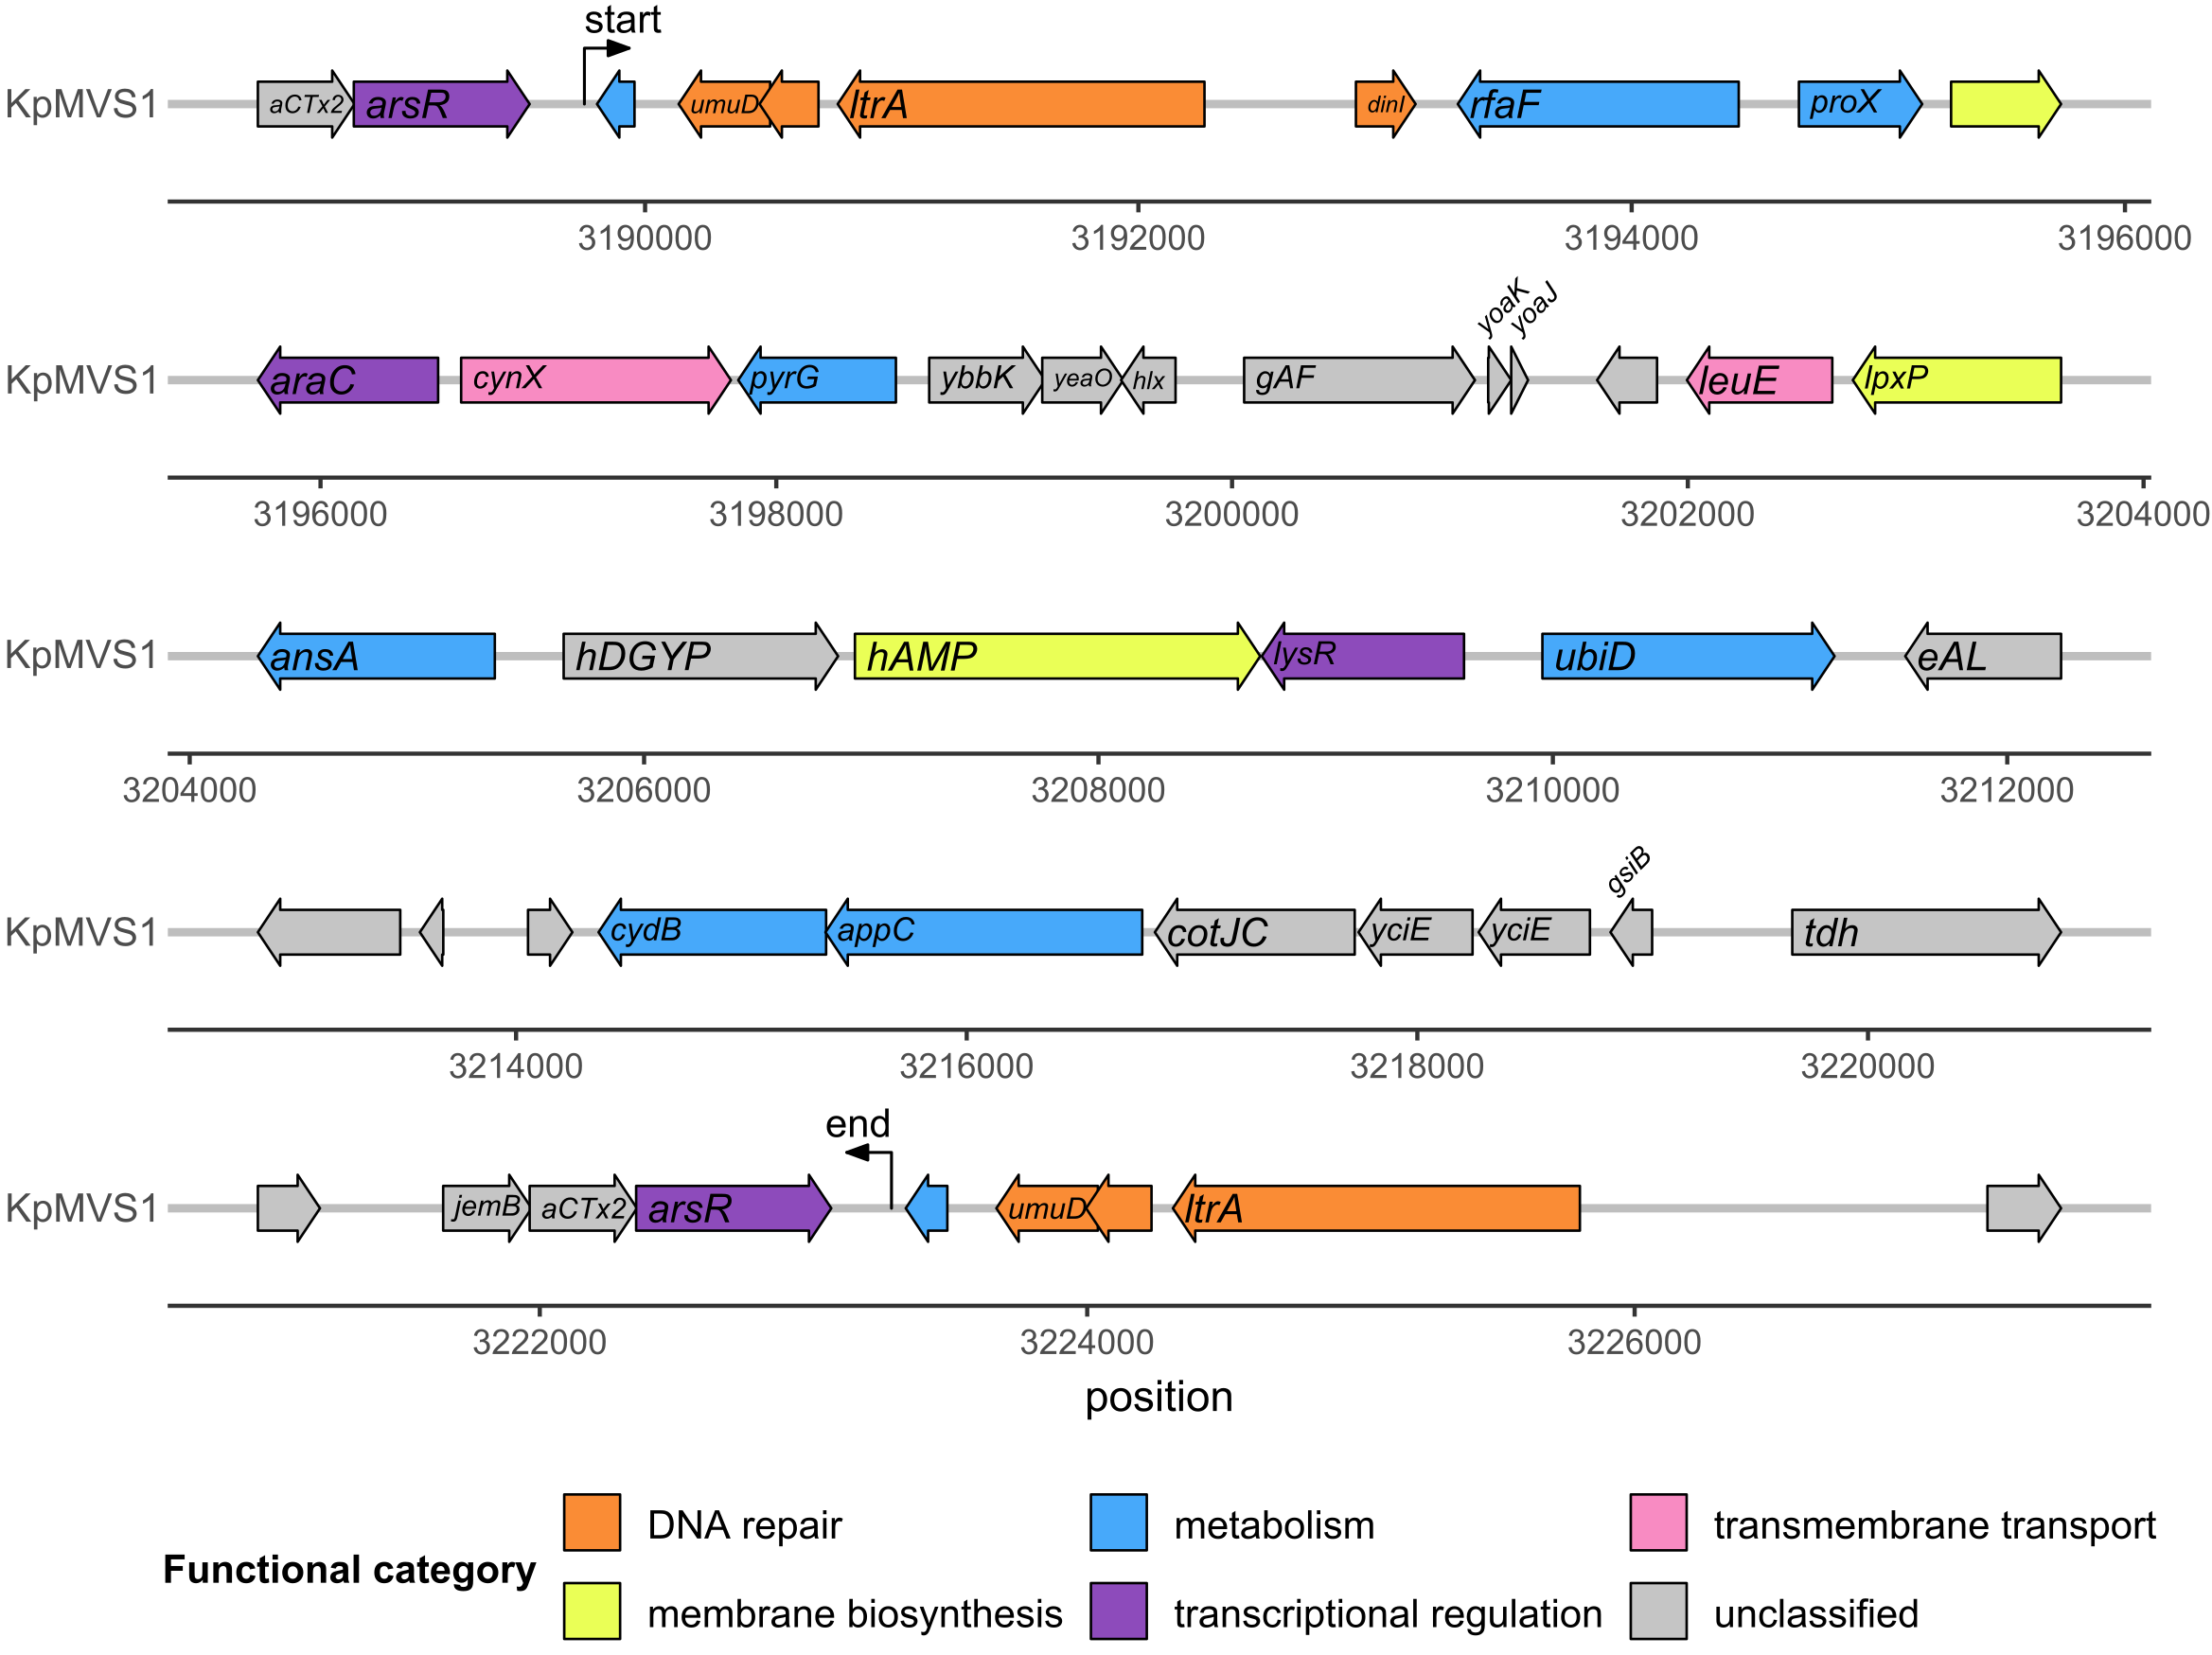 start
KpMVS1 aCTx2 arsR umuD ltrA dinI rfaF proX
3190000 3192000 3194000 3196000
yoaK yoaJ
KpMVS1 araC cynX pyrG ybbK yeaO hlx gAF leuE lpxP
3196000 3198000 3200000 3202000 3204000
KpMVS1 ansA hDGYP hAMP lysR ubiD eAL
3204000 3206000 3208000 3210000 3212000
gsiB
KpMVS1 cydB appC cotJC yciE yciE tdh
3214000 3216000 3218000 3220000
end
KpMVS1 jemB aCTx2 arsR umuD ltrA
3222000 3224000 3226000
position
Functional category
DNA repair metabolism transmembrane transport
membrane biosynthesis transcriptional regulation unclassified